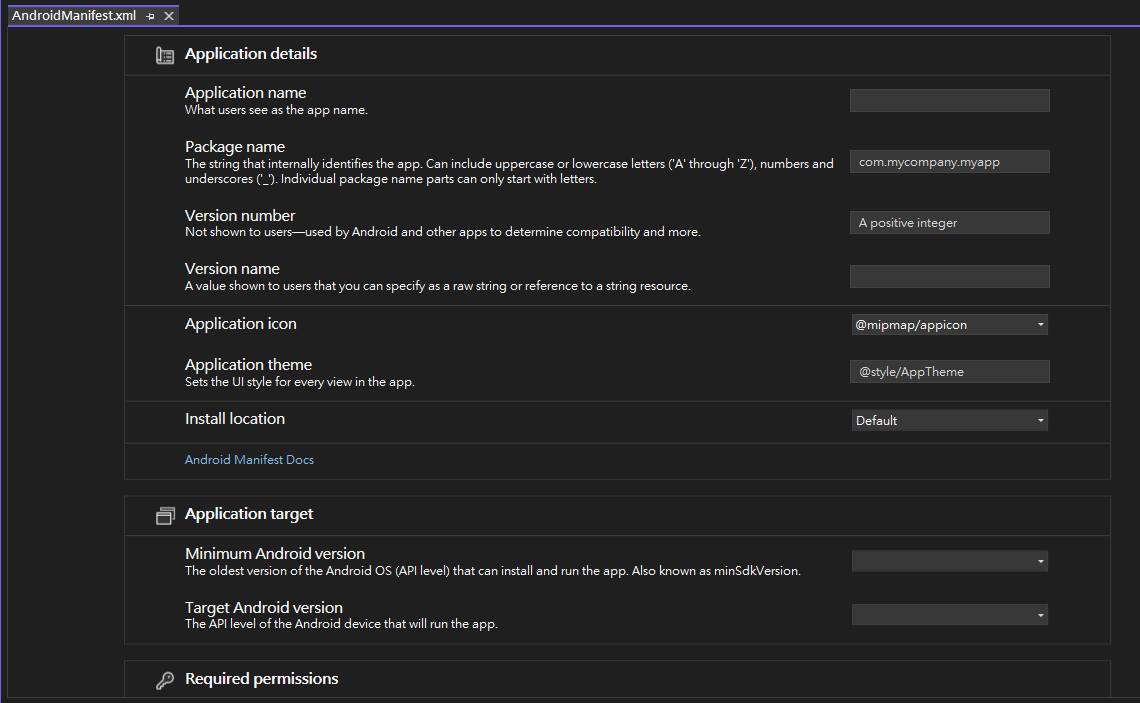 AndroidManifest.xml
Application details
Application name
What users see as the app name.
Package name
The string that internally identifies the app. Can include uppercase or lowercase letters ('A' through 'Z'), numbers and
underscores ('_'). Individual package name parts can only start with letters.
com.mycompany.myapp
Version number
Not shown to users—used by Android and other apps to determine compatibility and more.
A positive integer
Version name
A value shown to users that you can specify as a raw string or reference to a string resource.
Application icon
@mipmap/appicon
Application theme
Sets the UI style for every view in the app.
@style/AppTheme
Install location
Default
Android Manifest Docs
Application target
Minimum Android version
The oldest version of the Android OS (API level) that can install and run the app. Also known as minSdkVersion.
Target Android version
The API level of the Android device that will run the app.
Required permissions